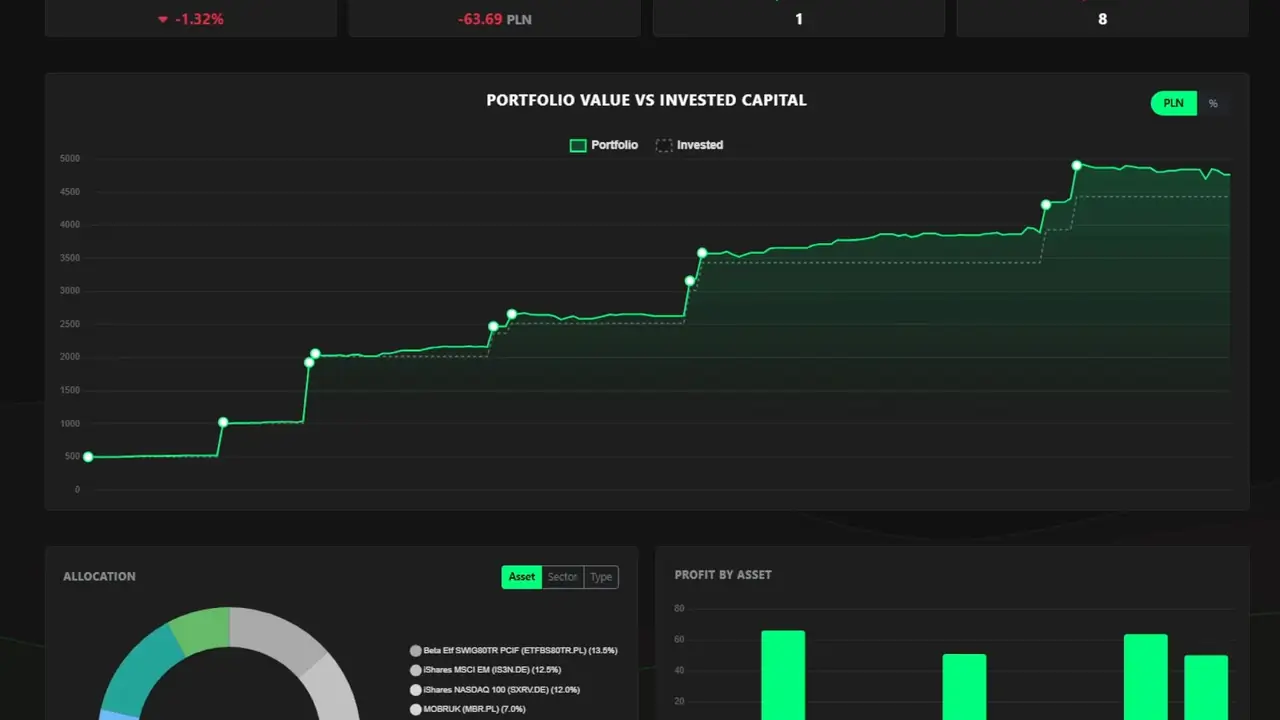 -1.32%
-63.69 PLN
1
8
PORTFOLIO VALUE VS INVESTED CAPITAL
PLN
%
Portfolio
Invested
5000
4500
4000
3500
3000
2500
2000
1500
1000
500
0
ALLOCATION
Asset
Sector
Type
Beta Etf SWIG80TR PCIF (ETFBS80TR.PL) (13.5%)
iShares MSCI EM (IS3N.DE) (12.5%)
iShares NASDAQ 100 (SXRV.DE) (12.0%)
MOBRUK (MBR.PL) (7.0%)
PROFIT BY ASSET
80
60
40
20